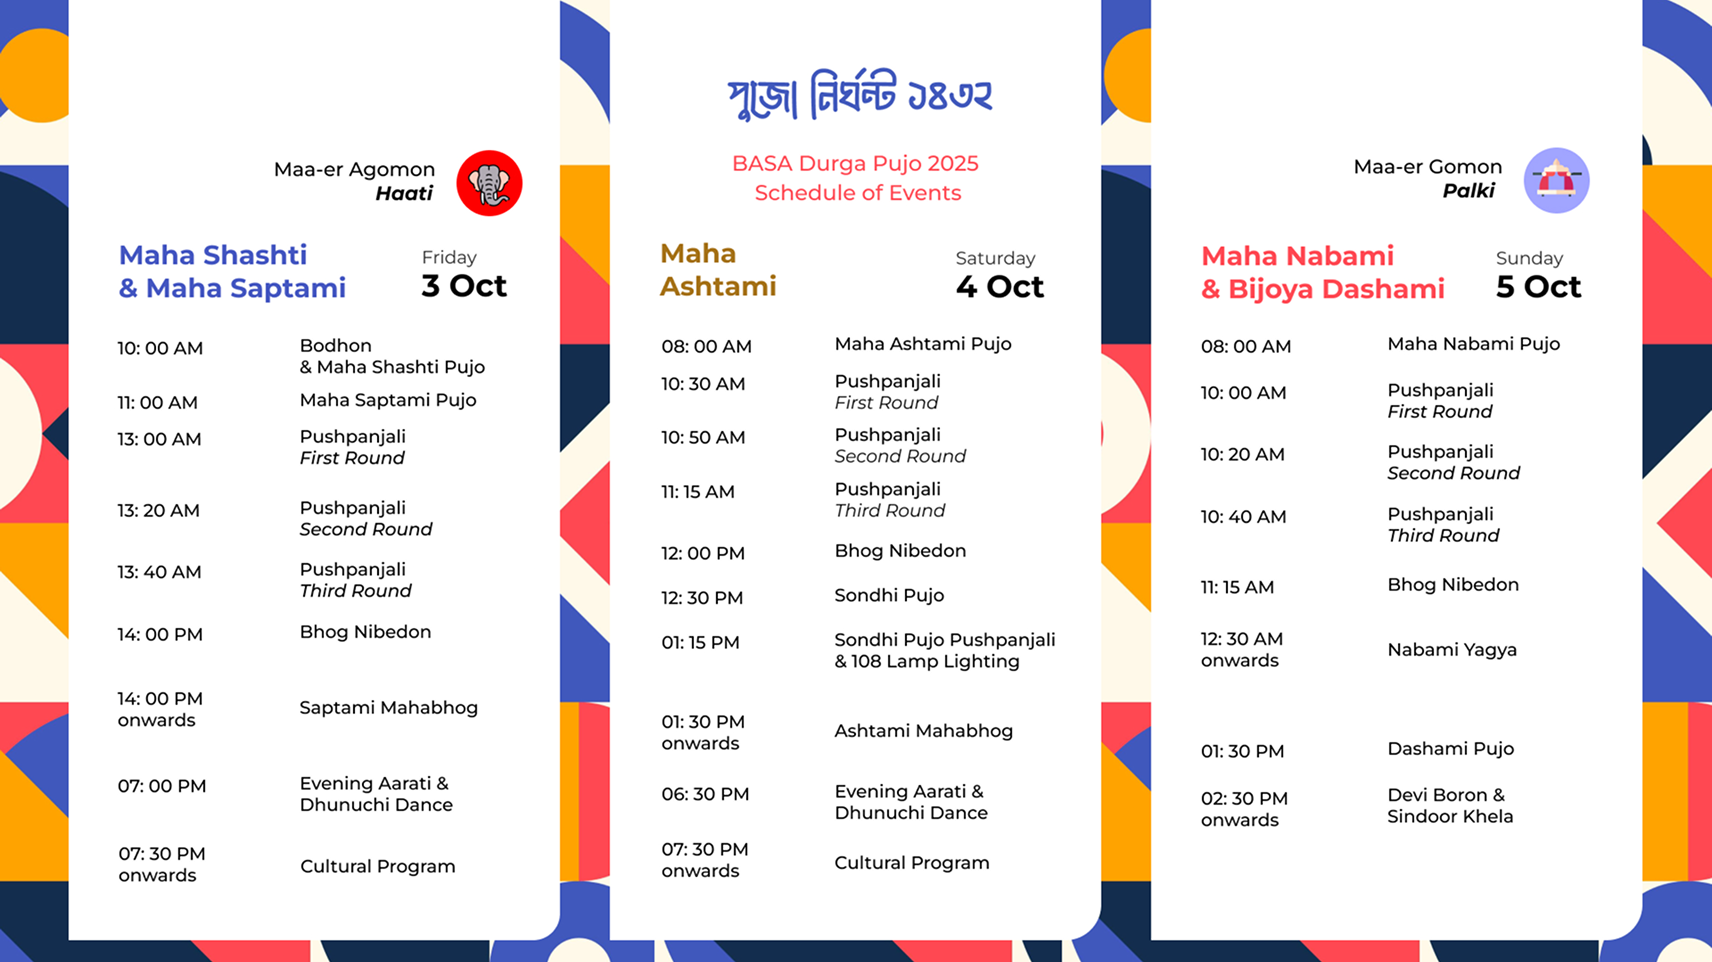 Maa-er Agomon
Haati
Maha Shashti
& Maha Saptami
Friday
3 Oct
10: 00 AM
Bodhon
& Maha Shashti Pujo
11: 00 AM
Maha Saptami Pujo
13: 00 AM
Pushpanjali
First Round
13: 20 AM
Pushpanjali
Second Round
13: 40 AM
Pushpanjali
Third Round
14: 00 PM
Bhog Nibedon
14: 00 PM
onwards
Saptami Mahabhog
07: 00 PM
Evening Aarati &
Dhunuchi Dance
07: 30 PM
onwards
Cultural Program
পুজো নির্ঘন্ট ১৪৩২
BASA Durga Pujo 2025
Schedule of Events
Maha
Ashtami
Saturday
4 Oct
08: 00 AM
Maha Ashtami Pujo
10: 30 AM
Pushpanjali
First Round
10: 50 AM
Pushpanjali
Second Round
11: 15 AM
Pushpanjali
Third Round
12: 00 PM
Bhog Nibedon
12: 30 PM
Sondhi Pujo
01: 15 PM
Sondhi Pujo Pushpanjali
& 108 Lamp Lighting
01: 30 PM
onwards
Ashtami Mahabhog
06: 30 PM
Evening Aarati &
Dhunuchi Dance
07: 30 PM
onwards
Cultural Program
Maa-er Gomon
Palki
Maha Nabami
& Bijoya Dashami
Sunday
5 Oct
08: 00 AM
Maha Nabami Pujo
10: 00 AM
Pushpanjali
First Round
10: 20 AM
Pushpanjali
Second Round
10: 40 AM
Pushpanjali
Third Round
11: 15 AM
Bhog Nibedon
12: 30 AM
onwards
Nabami Yagya
01: 30 PM
Dashami Pujo
02: 30 PM
onwards
Devi Boron &
Sindoor Khela